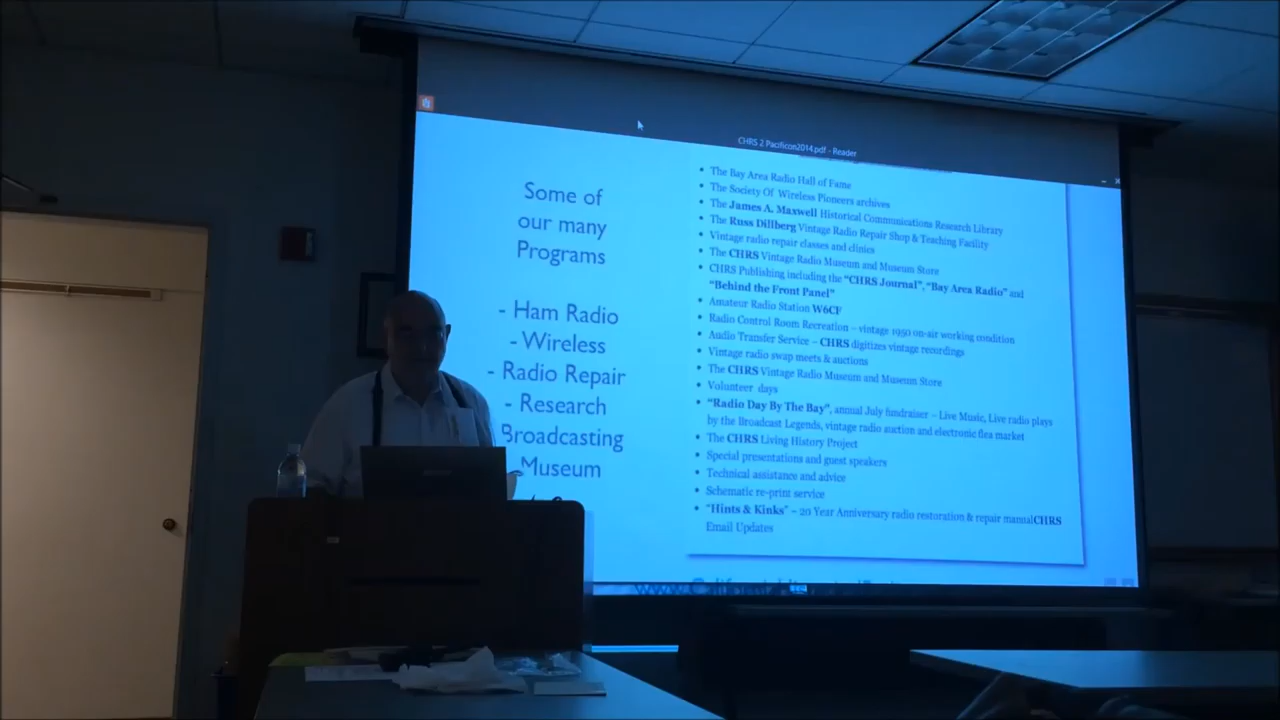 CHRS 2 Pacificon2014.pdf - Reader
Some of
our many
Programs
- Ham Radio
- Wireless
- Radio Repair
- Research
Broadcasting
Museum
• The Bay Area Radio Hall of Fame
• The Society Of Wireless Pioneers archives
• The James A. Maxwell Historical Communications Research Library
• The Russ Dillberg Vintage Radio Repair Shop & Teaching Facility
• Vintage radio repair classes and clinics
• The CHRS Vintage Radio Museum and Museum Store
• CHRS Publishing including the “CHRS Journal”, “Bay Area Radio” and
“Behind the Front Panel”
• Amateur Radio Station W6CF
• Radio Control Room Recreation – vintage 1950 on-air working condition
• Audio Transfer Service – CHRS digitizes vintage recordings
• Vintage radio swap meets & auctions
• The CHRS Vintage Radio Museum and Museum Store
• Volunteer days
• “Radio Day By The Bay”, annual July fundraiser – Live Music, Live radio plays
by the Broadcast Legends, vintage radio auction and electronic flea market
• The CHRS Living History Project
• Special presentations and guest speakers
• Technical assistance and advice
• Schematic re-print service
• “Hints & Kinks” – 20 Year Anniversary radio restoration & repair manualCHRS
Email Updates